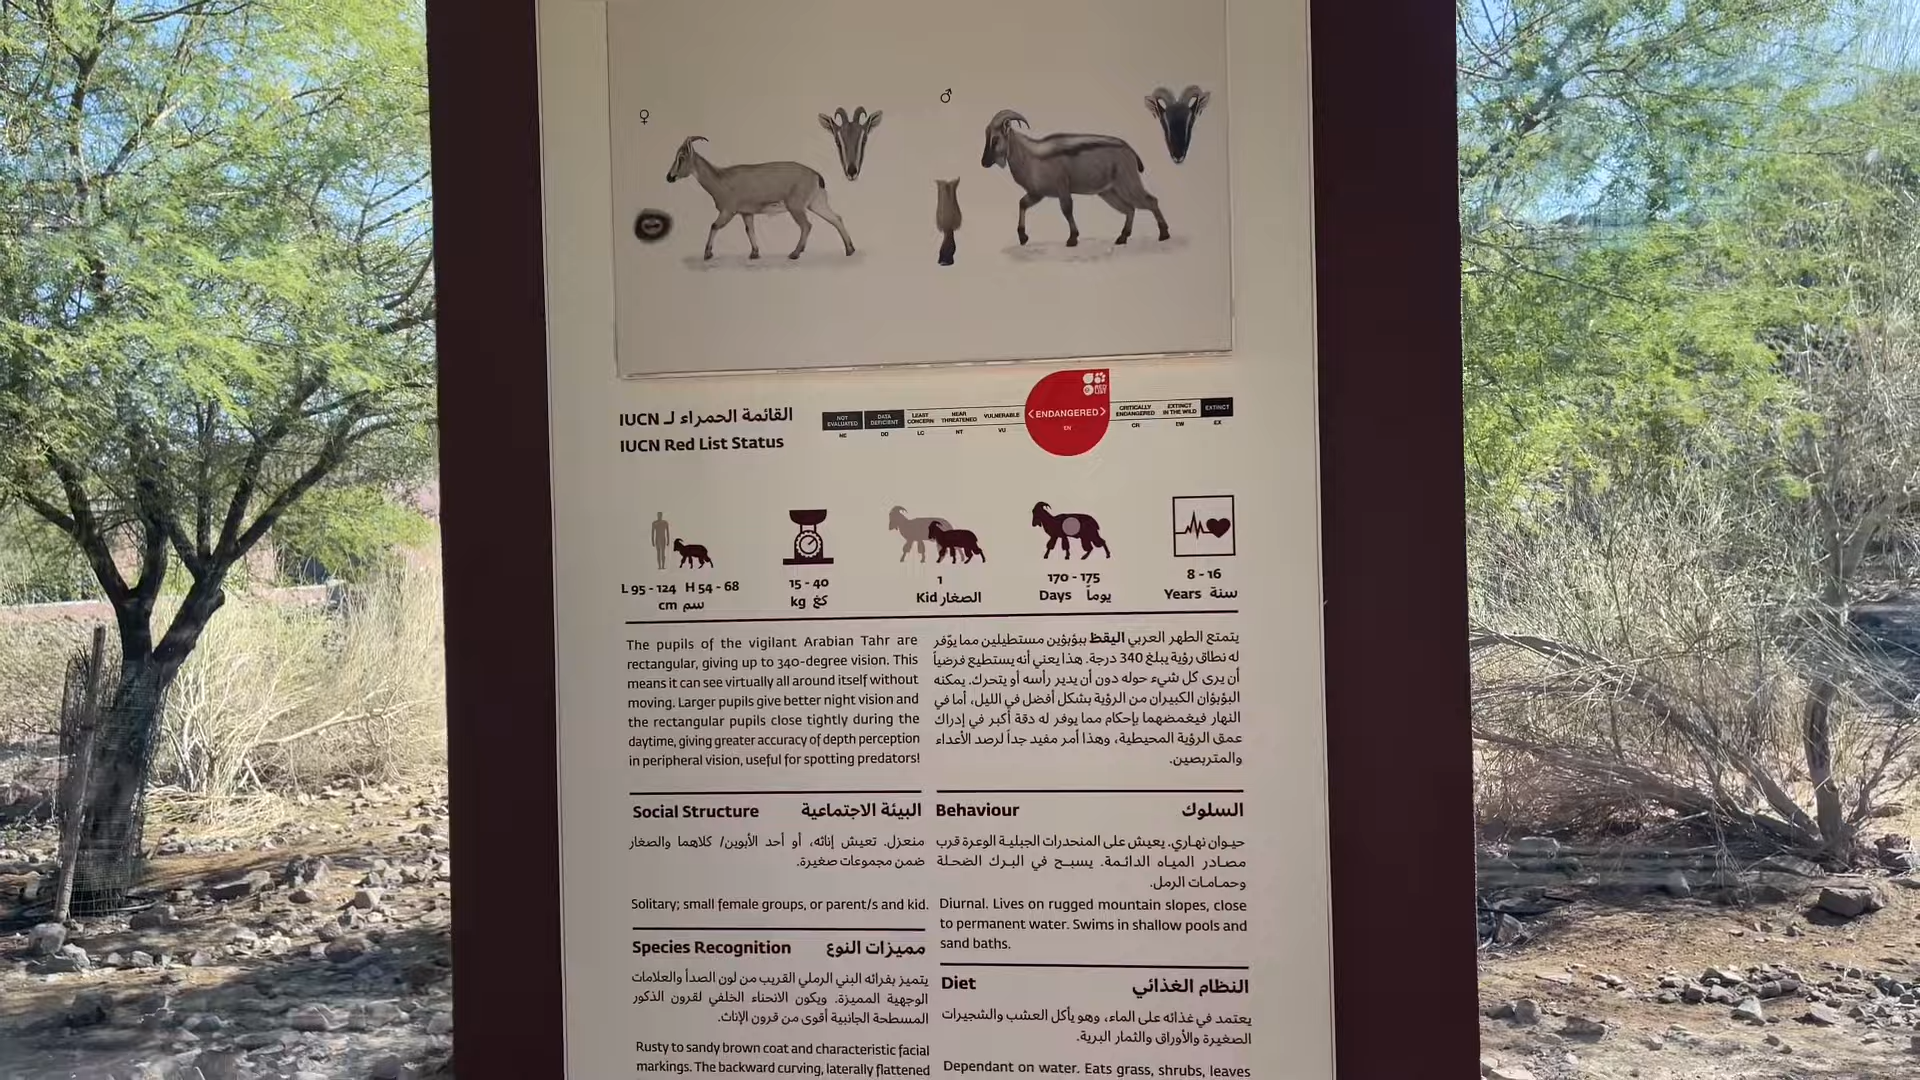 ♀
♂
القائمة الحمراء لـ IUCN
IUCN Red List Status
NOT EVALUATED
NE
DATA DEFICIENT
DD
LEAST CONCERN
LC
NEAR THREATENED
NT
VULNERABLE
VU
<ENDANGERED>
EN
CRITICALLY ENDANGERED
CR
EXTINCT IN THE WILD
EW
EXTINCT
EX
L 95 - 124 H 54 - 68
cm سم
15 - 40
kg كغ
1
Kid الصغار
170 - 175
Days يوماً
8 - 16
Years سنة
The pupils of the vigilant Arabian Tahr are
rectangular, giving up to 340-degree vision. This
means it can see virtually all around itself without
moving. Larger pupils give better night vision and
the rectangular pupils close tightly during the
daytime, giving greater accuracy of depth perception
in peripheral vision, useful for spotting predators!
يتمتع الطهر العربي اليقظ ببؤبؤين مستطيلين مما يوّفر
له نطاق رؤية يبلغ 340 درجة. هذا يعني أنه يستطيع فرضياً
أن يرى كل شيء حوله دون أن يدير رأسه أو يتحرك. يمكنه
البؤبؤان الكبيران من الرؤية بشكل أفضل في الليل، أما في
النهار فيغمضهما بإحكام مما يوفر له دقة أكبر في إدراك
عمق الرؤية المحيطية، وهذا أمر مفيد جداً لرصد الأعداء
والمتربصين.
Social Structure البيئة الاجتماعية
منعزل. تعيش إناثه، أو أحد الأبوين/ كلاهما والصغار
ضمن مجموعات صغيرة.
Solitary; small female groups, or parent/s and kid.
Species Recognition مميزات النوع
يتميز بفرائه البني الرملي القريب من لون الصدأ والعلامات
الوجهية المميزة. ويكون الانحناء الخلفي لقرون الذكور
المسطحة الجانبية أقوى من قرون الإناث.
Rusty to sandy brown coat and characteristic facial
markings. The backward curving, laterally flattened
Behaviour السلوك
حيوان نهاري. يعيش على المنحدرات الجبلية الوعرة قرب
مصادر المياه الدائمة. يسبح في البرك الضحلة
وحمامات الرمل.
Diurnal. Lives on rugged mountain slopes, close
to permanent water. Swims in shallow pools and
sand baths.
Diet النظام الغذائي
يعتمد في غذائه على الماء، وهو يأكل العشب والشجيرات
الصغيرة والأوراق والثمار البرية.
Dependant on water. Eats grass, shrubs, leaves